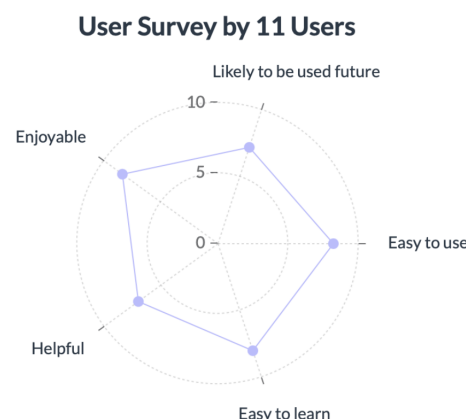 User Survey by 11 Users
Likely to be used future
10
Enjoyable
5
0
Easy to use
Helpful
Easy to learn